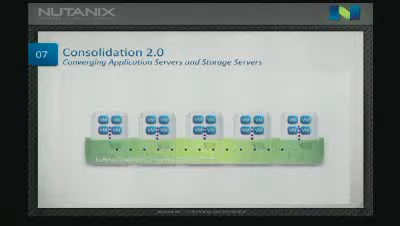 NUTANIX
07
Consolidation 2.0
Converging Application Servers and Storage Servers
VM VM VM VM VM VM VM VM VM VM
VM VM VM VM VM VM VM VM VM VM